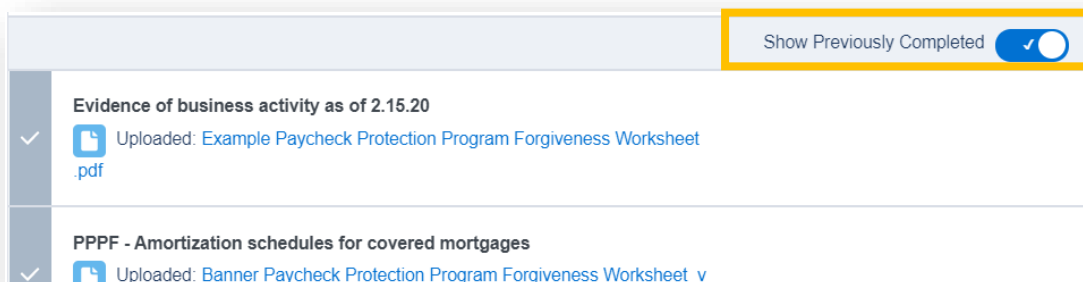 Show Previously Completed
Evidence of business activity as of 2.15.20
Uploaded: Example Paycheck Protection Program Forgiveness Worksheet
.pdf
PPPF - Amortization schedules for covered mortgages
Uploaded: Banner Paycheck Protection Program Forgiveness Worksheet v